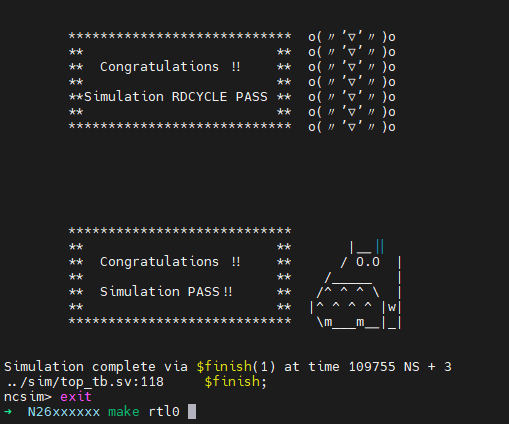 ****************************  o(〃'▽'〃)o
**                        **  o(〃'▽'〃)o
**  Congratulations !!    **  o(〃'▽'〃)o
**                        **  o(〃'▽'〃)o
**Simulation RDCYCLE PASS **  o(〃'▽'〃)o
**                        **  o(〃'▽'〃)o
****************************  o(〃'▽'〃)o
****************************
**                        **       |__||
**  Congratulations !!    **      / O.O  |
**                        **    /_____   |
**  Simulation PASS!!     **   /^ ^ ^ \  |
**                        **  |^ ^ ^ ^ |w|
****************************   \m___m__|_|
Simulation complete via $finish(1) at time 109755 NS + 3
../sim/top_tb.sv:118     $finish;
ncsim> exit
➜  N26xxxxxx make rtl0